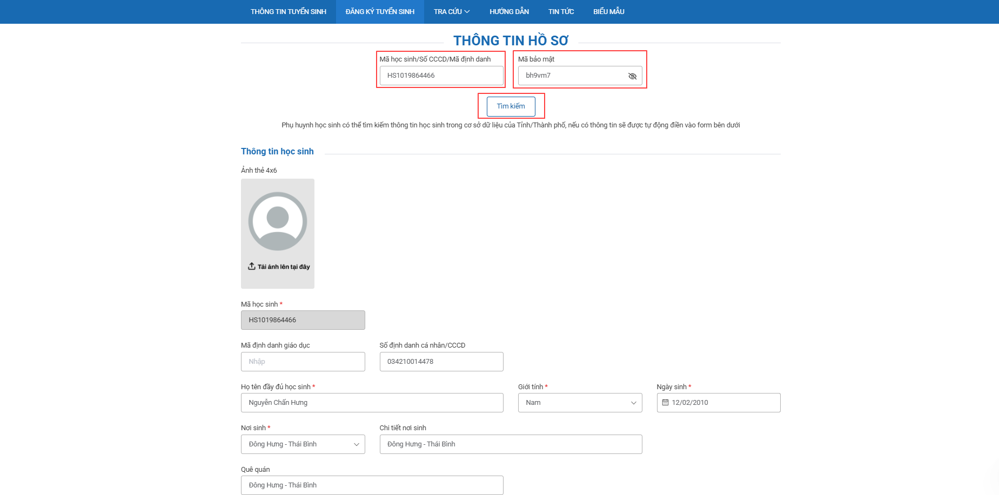 THÔNG TIN TUYỂN SINH ĐĂNG KÝ TUYỂN SINH TRA CỨU HƯỚNG DẪN TIN TỨC BIỂU MẪU
THÔNG TIN HỒ SƠ
Mã học sinh/Số CCCD/Mã định danh Mã bảo mật
HS1019864466 bh9vm7
Tìm kiếm
Phụ huynh học sinh có thể tìm kiếm thông tin học sinh trong cơ sở dữ liệu của Tỉnh/Thành phố, nếu có thông tin sẽ được tự động điền vào form bên dưới
Thông tin học sinh
Ảnh thẻ 4x6
Tải ảnh lên tại đây
Mã học sinh *
HS1019864466
Mã định danh giáo dục Số định danh cá nhân/CCCD
Nhập 034210014478
Họ tên đầy đủ học sinh * Giới tính * Ngày sinh *
Nguyễn Chấn Hưng Nam 12/02/2010
Nơi sinh * Chi tiết nơi sinh
Đông Hưng - Thái Bình Đông Hưng - Thái Bình
Quê quán
Đông Hưng - Thái Bình